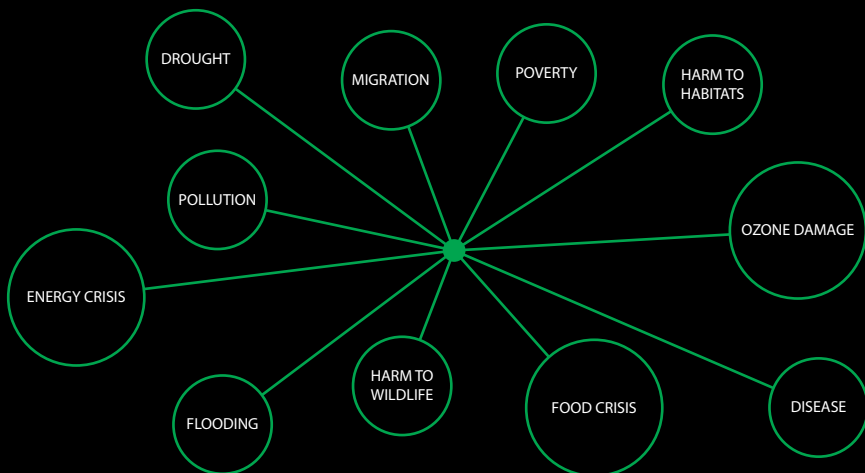 DROUGHT
MIGRATION
POVERTY
HARM TO
HABITATS
POLLUTION
OZONE DAMAGE
ENERGY CRISIS
HARM TO
WILDLIFE
FLOODING
FOOD CRISIS
DISEASE